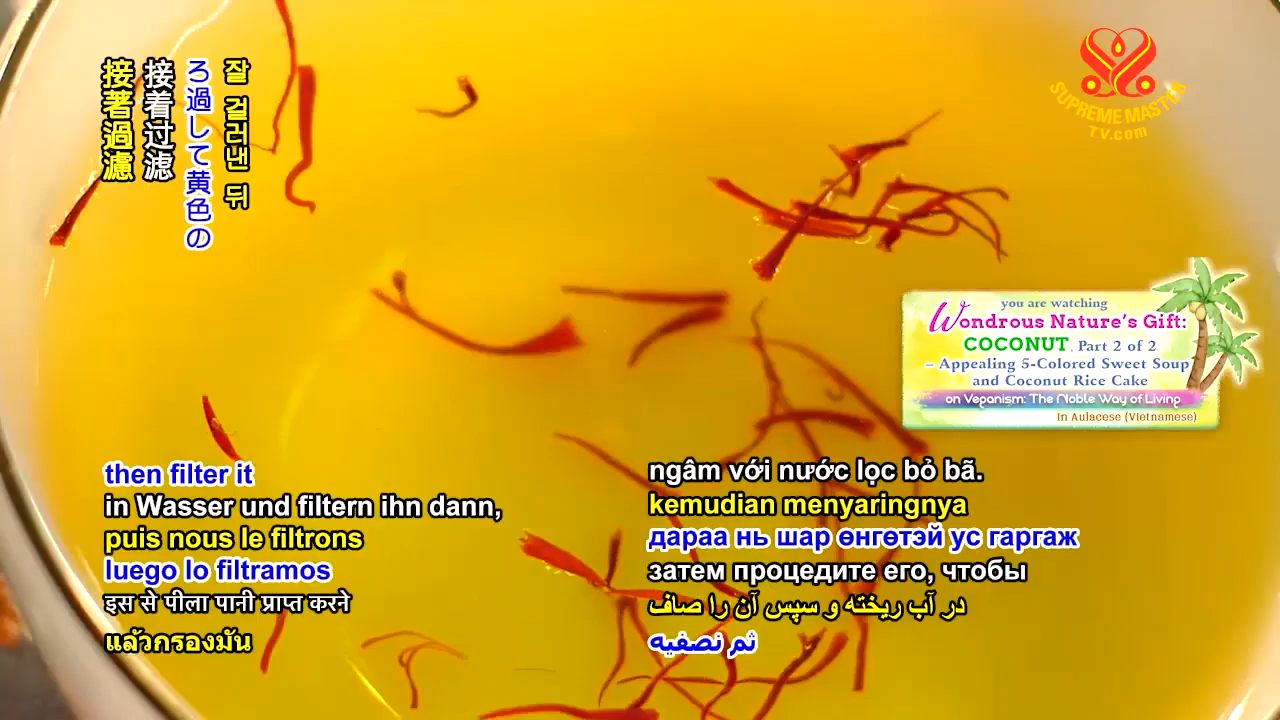 接著過濾
接着过滤
ろ過して黄色の
잘 걸러낸 뒤
SUPREME MASTER
TV.com
you are watching
Wondrous Nature's Gift:
COCONUT, Part 2 of 2
– Appealing 5-Colored Sweet Soup
and Coconut Rice Cake
on Veganism: The Noble Way of Living
In Aulacese (Vietnamese)
then filter it
in Wasser und filtern ihn dann,
puis nous le filtrons
luego lo filtramos
इस से पीला पानी प्राप्त करने
แล้วกรองมัน
ngâm với nước lọc bỏ bã.
kemudian menyaringnya
дараа нь шар өнгөтэй ус гаргаж
затем процедите его, чтобы
در آب ریخته و سپس آن را صاف
ثم نصفيه